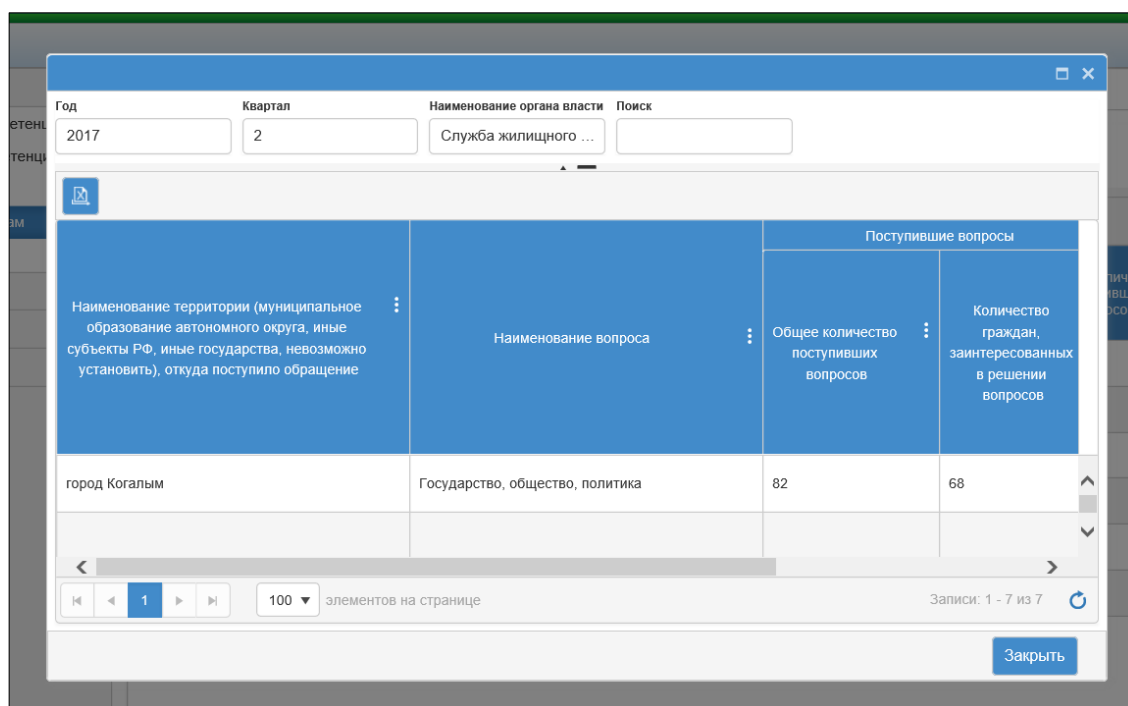 Год
Квартал
Наименование органа власти
Поиск
2017
2
Служба жилищного ...
Поступившие вопросы
Наименование территории (муниципальное
образование автономного округа, иные
субъекты РФ, иные государства, невозможно
установить), откуда поступило обращение
Наименование вопроса
Общее количество
поступивших
вопросов
Количество
граждан,
заинтересованных
в решении
вопросов
город Когалым
Государство, общество, политика
82
68
1
100
элементов на странице
Записи: 1 - 7 из 7
Закрыть